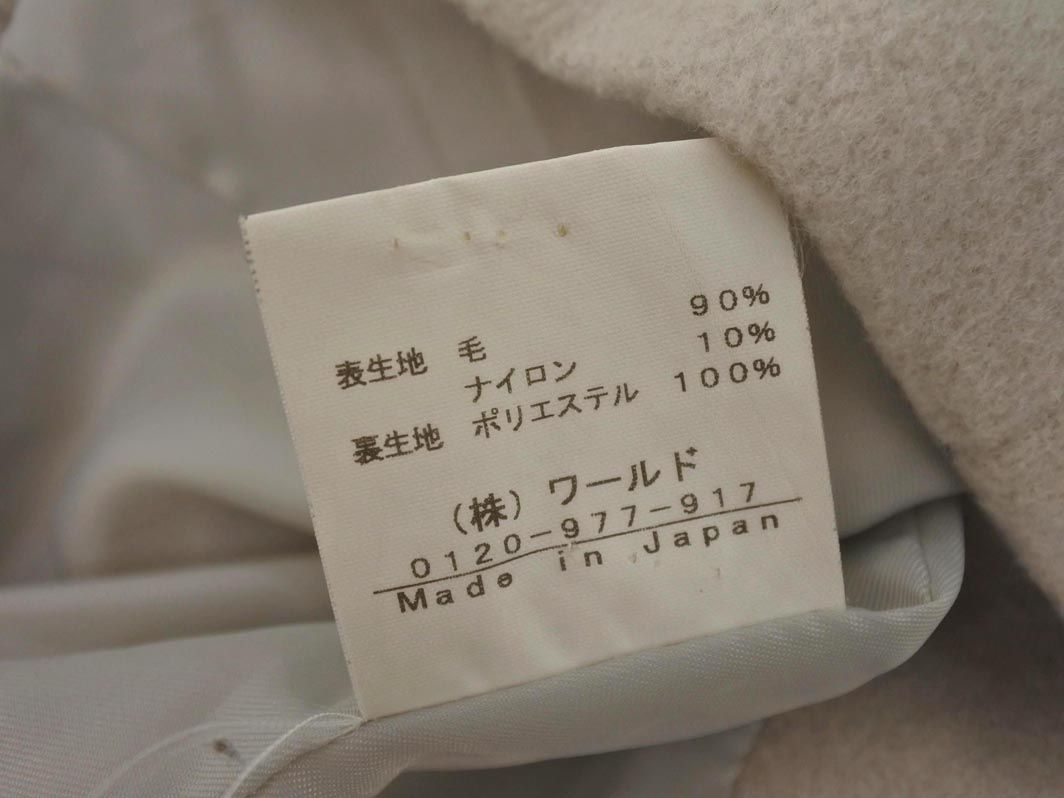 表生地 毛 90%
ナイロン 10%
裏生地 ポリエステル 100%
(株)ワールド
0120-977-917
Made in Japan